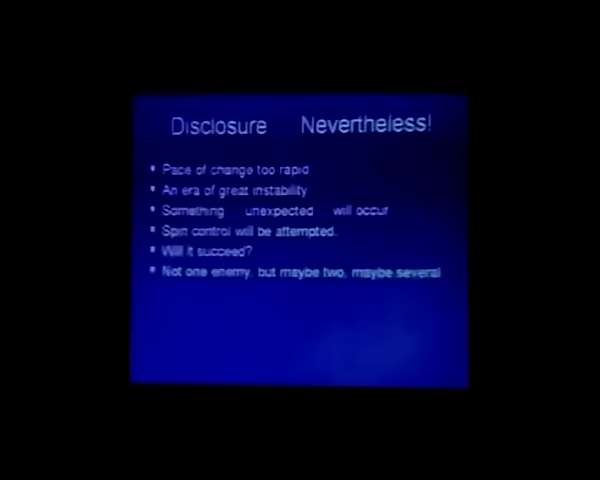 Disclosure Nevertheless!
• Pace of change too rapid
• An era of great instability
• Something unexpected will occur
• Spin control will be attempted.
• Will it succeed?
• Not one enemy, but maybe two, maybe several